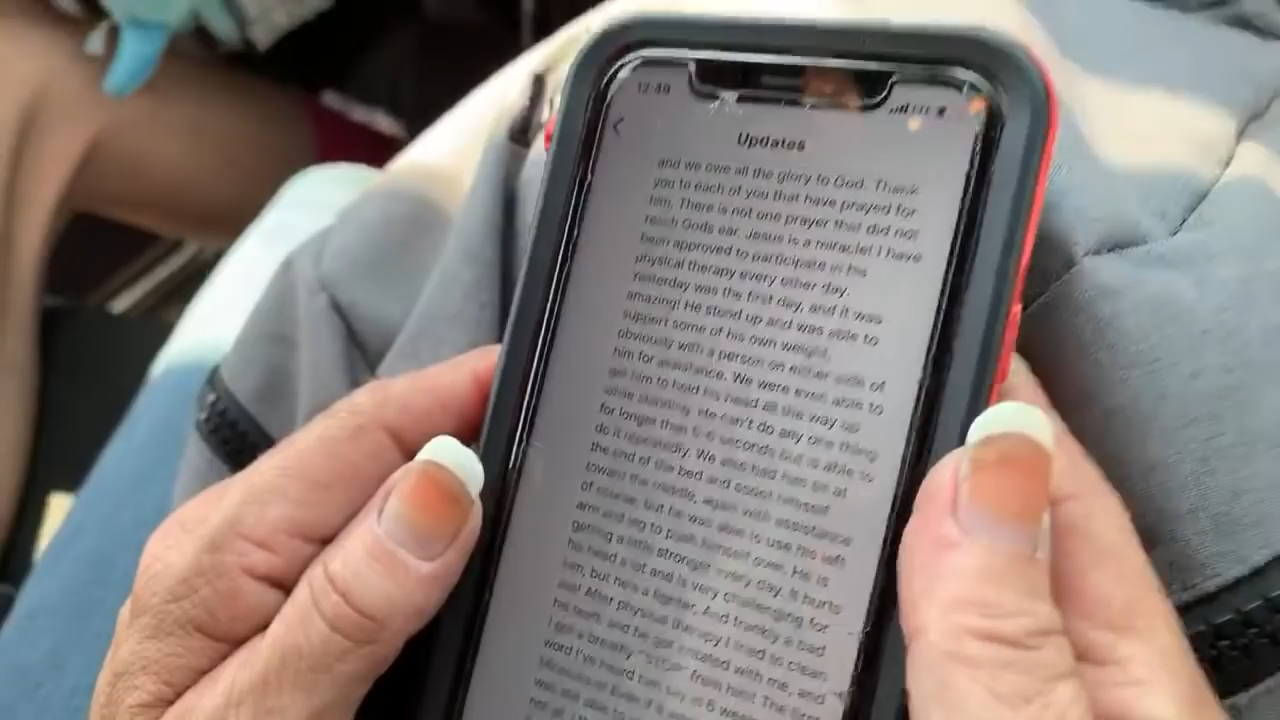 12:49
Updates
and we owe all the glory to God. Thank
you to each of you that have prayed for
him. There is not one prayer that did not
reach Gods ear. Jesus is a miracle! I have
been approved to participate in his
physical therapy every other day.
Yesterday was the first day, and it was
amazing! He stood up and was able to
support some of his own weight,
obviously with a person on either side of
him for assistance. We were even able to
get him to hold his head all the way up
while standing. He can't do any one thing
for longer than 5-6 seconds but is able to
do it repeatedly. We also had him sit at
the end of the bed and assist himself
toward the middle, again with assistance
of course, but he was able to use his left
arm and leg to push himself over. He is
getting a little stronger every day. It hurts
his head a lot and is very challenging for
him, but he's a fighter, And frankly a bad
ass! After physical therapy I tried to clean
his teeth and he got irritated with me, and
I got a breathy "STOP" from him! The first
word I've heard him say in 6 weeks
was still able to